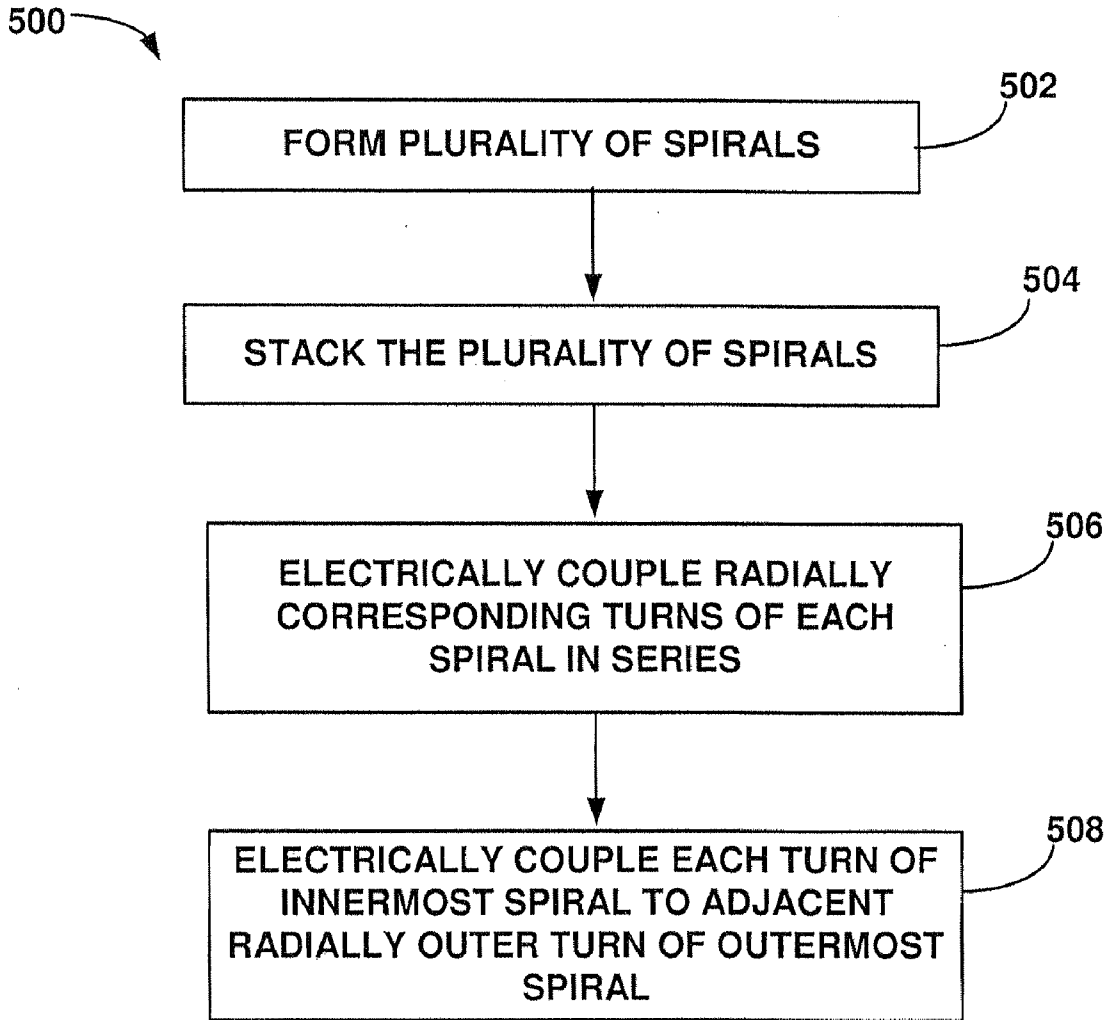 500
502
FORM PLURALITY OF SPIRALS
504
STACK THE PLURALITY OF SPIRALS
506
ELECTRICALLY COUPLE RADIALLY
CORRESPONDING TURNS OF EACH
SPIRAL IN SERIES
508
ELECTRICALLY COUPLE EACH TURN OF
INNERMOST SPIRAL TO ADJACENT
RADIALLY OUTER TURN OF OUTERMOST
SPIRAL